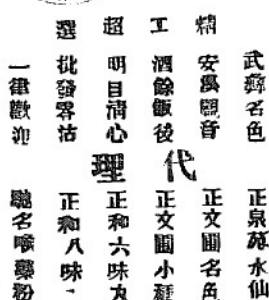 精工超選
武彝名色
安溪觀音
酒餘飯後
明目清心
批發零沽
一律歡迎
代理
正泉苑水仙
正文圃名色
正文圃小種
正和六味丸
正和八味
馳名喉藥粉